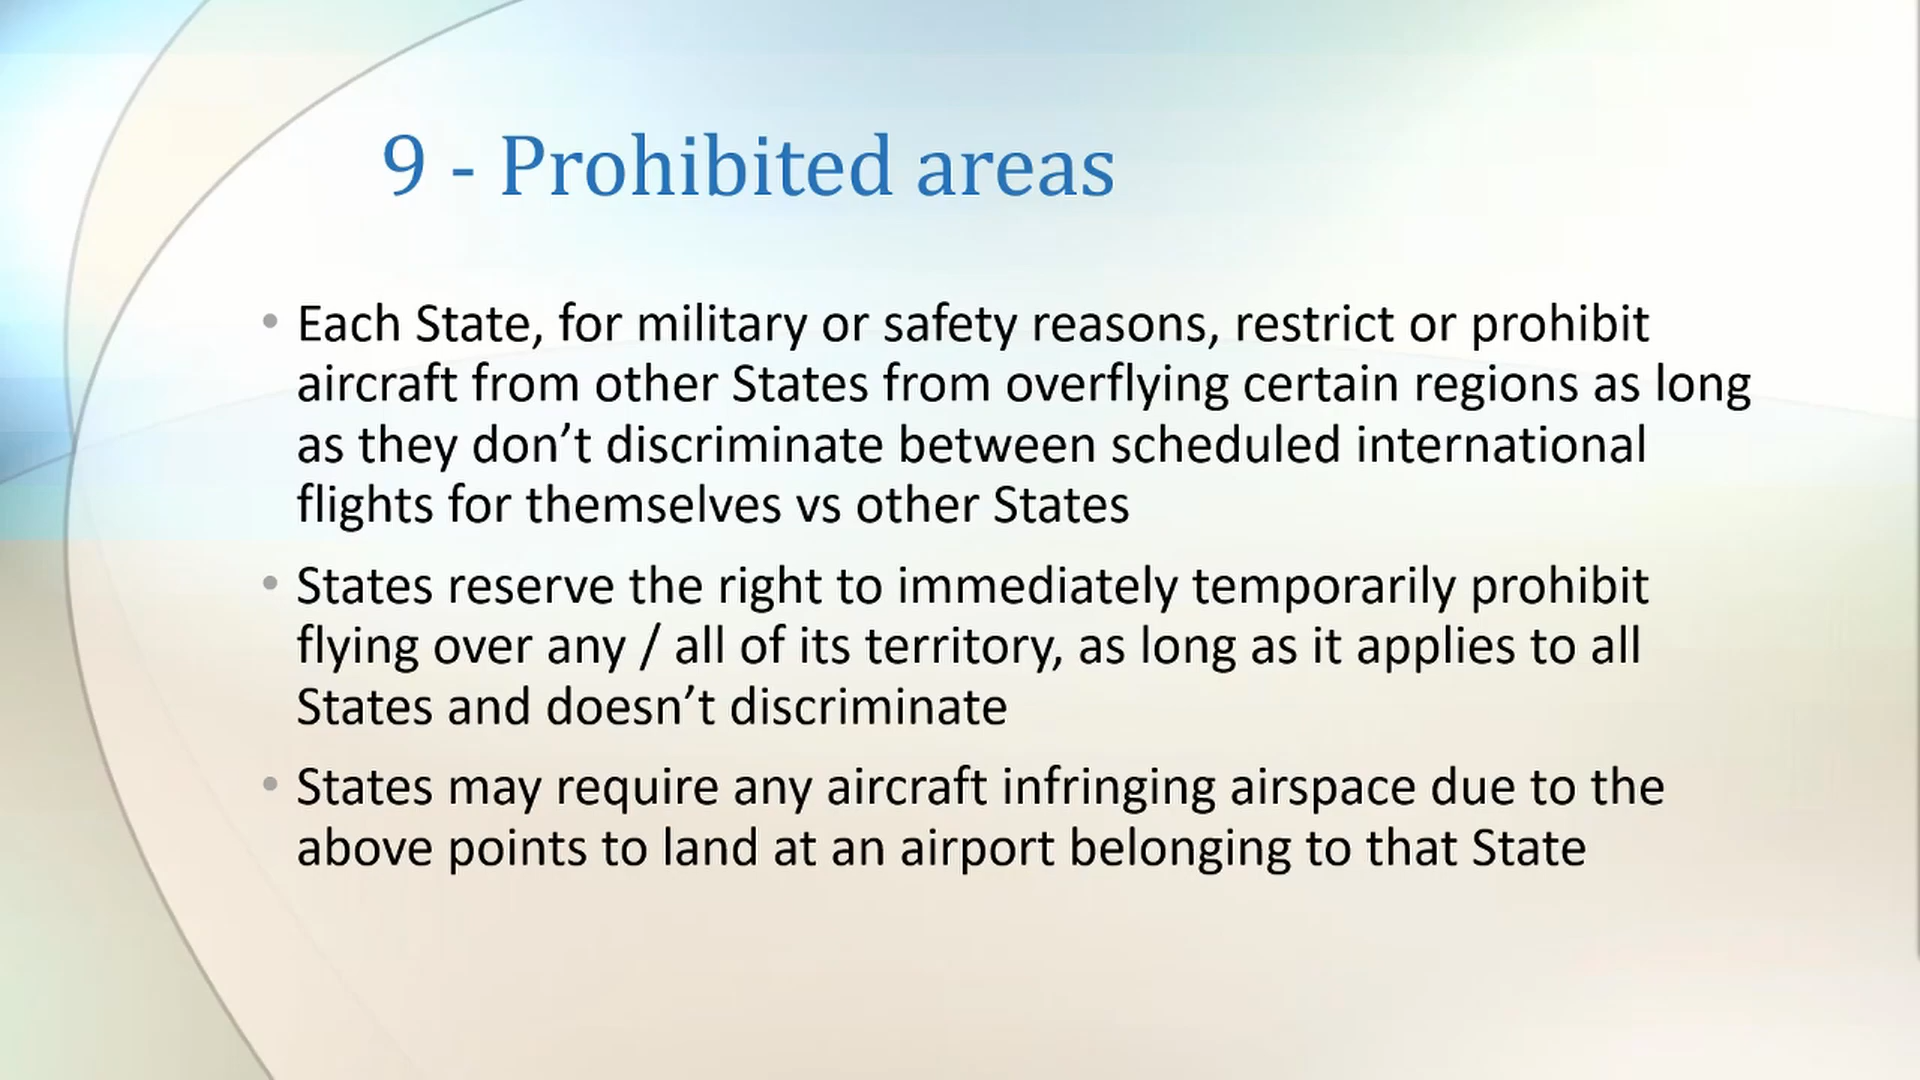 9 - Prohibited areas
• Each State, for military or safety reasons, restrict or prohibit
aircraft from other States from overflying certain regions as long
as they don’t discriminate between scheduled international
flights for themselves vs other States
• States reserve the right to immediately temporarily prohibit
flying over any / all of its territory, as long as it applies to all
States and doesn’t discriminate
• States may require any aircraft infringing airspace due to the
above points to land at an airport belonging to that State